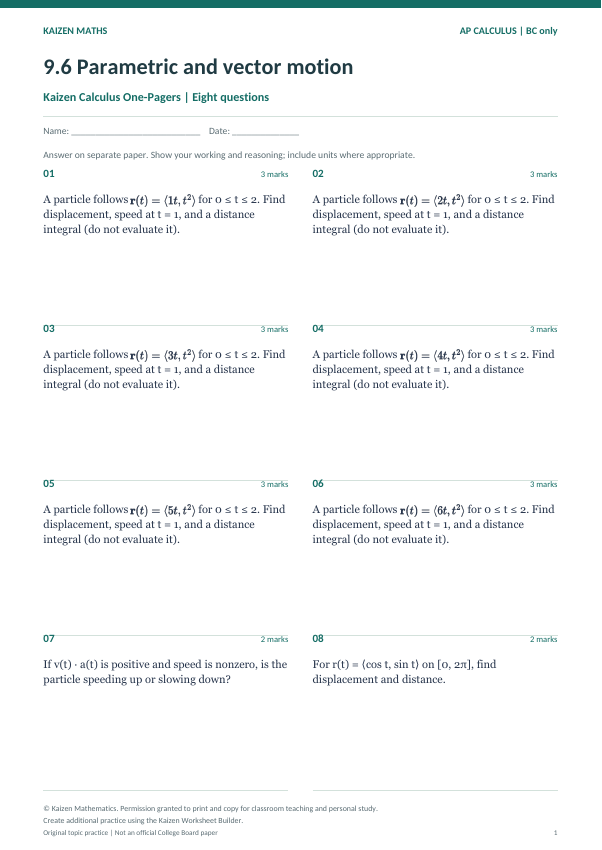 KAIZEN MATHS
AP CALCULUS | BC only
9.6 Parametric and vector motion
Kaizen Calculus One-Pagers | Eight questions
Name: ____________________________ Date: ______________
Answer on separate paper. Show your working and reasoning; include units where appropriate.
01 3 marks
A particle follows r(t) = ⟨1t, t²⟩ for 0 ≤ t ≤ 2. Find
displacement, speed at t = 1, and a distance
integral (do not evaluate it).
02 3 marks
A particle follows r(t) = ⟨2t, t²⟩ for 0 ≤ t ≤ 2. Find
displacement, speed at t = 1, and a distance
integral (do not evaluate it).
03 3 marks
A particle follows r(t) = ⟨3t, t²⟩ for 0 ≤ t ≤ 2. Find
displacement, speed at t = 1, and a distance
integral (do not evaluate it).
04 3 marks
A particle follows r(t) = ⟨4t, t²⟩ for 0 ≤ t ≤ 2. Find
displacement, speed at t = 1, and a distance
integral (do not evaluate it).
05 3 marks
A particle follows r(t) = ⟨5t, t²⟩ for 0 ≤ t ≤ 2. Find
displacement, speed at t = 1, and a distance
integral (do not evaluate it).
06 3 marks
A particle follows r(t) = ⟨6t, t²⟩ for 0 ≤ t ≤ 2. Find
displacement, speed at t = 1, and a distance
integral (do not evaluate it).
07 2 marks
If v(t) · a(t) is positive and speed is nonzero, is the
particle speeding up or slowing down?
08 2 marks
For r(t) = ⟨cos t, sin t⟩ on [0, 2π], find
displacement and distance.
© Kaizen Mathematics. Permission granted to print and copy for classroom teaching and personal study.
Create additional practice using the Kaizen Worksheet Builder.
Original topic practice | Not an official College Board paper
1